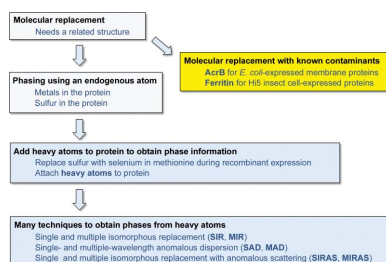 Molecular replacement
Needs a related structure
Molecular replacement with known contaminants
AcrB for E. coli-expressed membrane proteins
Ferritin for Hi5 insect cell-expressed proteins
Phasing using an endogenous atom
Metals in the protein
Sulfur in the protein
Add heavy atoms to protein to obtain phase information
Replace sulfur with selenium in methionine during recombinant expression
Attach heavy atoms to protein
Many techniques to obtain phases from heavy atoms
Single and multiple isomorphous replacement (SIR, MIR)
Single- and multiple-wavelength anomalous dispersion (SAD, MAD)
Single and multiple isomorphous replacement with anomalous scattering (SIRAS, MIRAS)